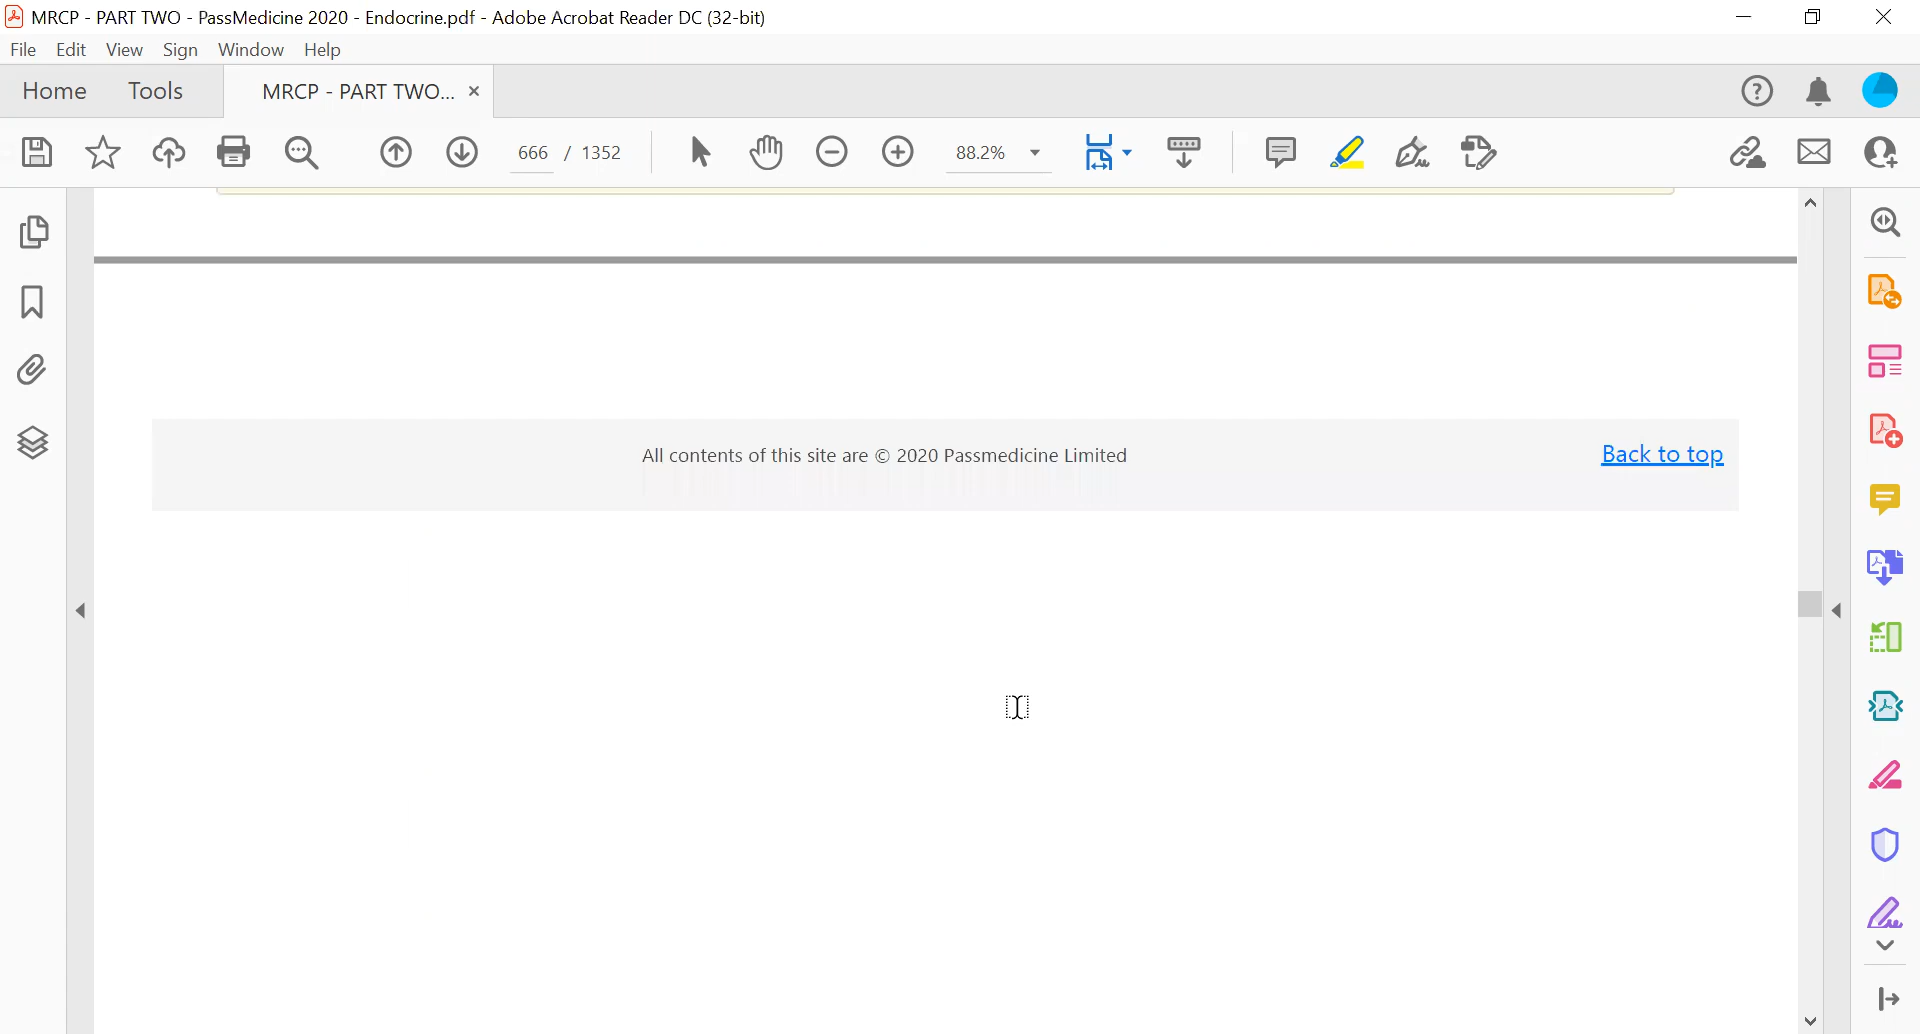 MRCP - PART TWO - PassMedicine 2020 - Endocrine.pdf - Adobe Acrobat Reader DC (32-bit)
File Edit View Sign Window Help
Home Tools MRCP - PART TWO...
666 / 1352 88.2%
All contents of this site are © 2020 Passmedicine Limited
Back to top